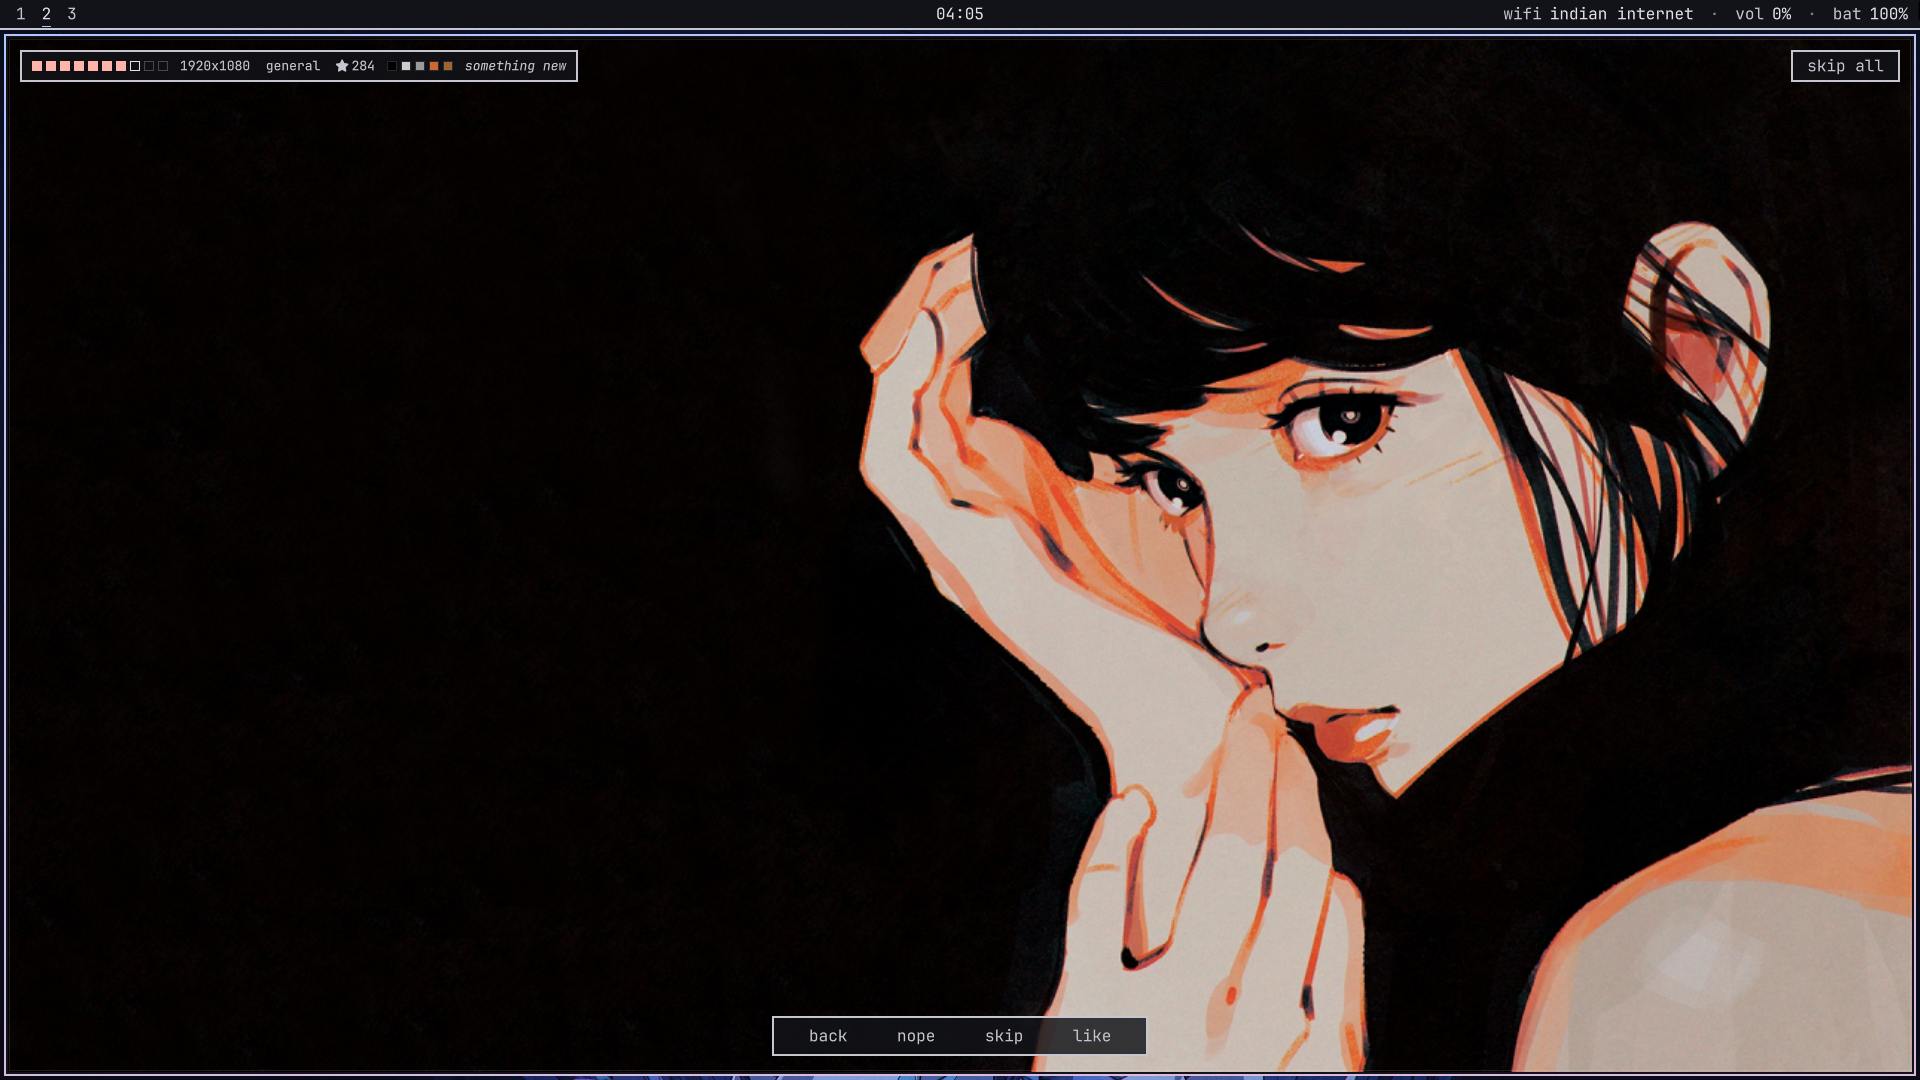 1 2 3
04:05
wifi indian internet · vol 0% · bat 100%
1920x1080 general ★284 something new
skip all
back nope skip like